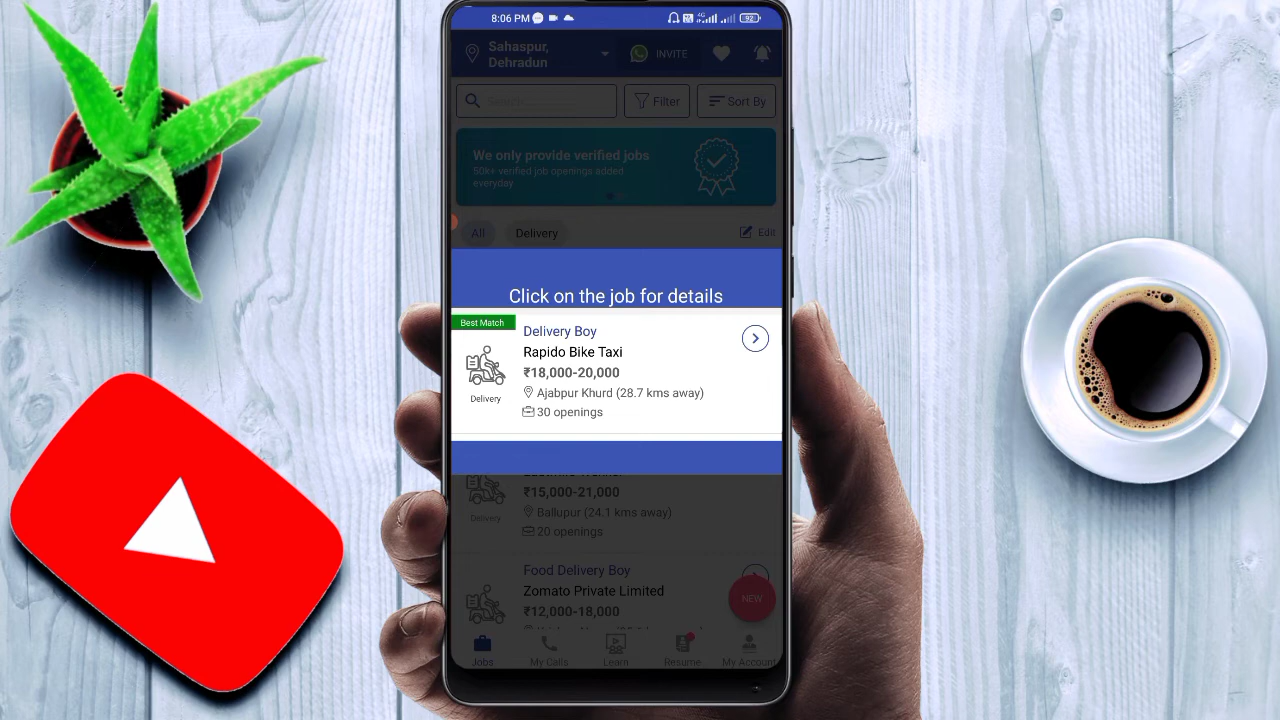 8:06 PM
4G
92
Sahaspur,
Dehradun
INVITE
Search
Filter
Sort By
We only provide verified jobs
50k+ verified job openings added
everyday
All
Delivery
Edit
Click on the job for details
Best Match
Delivery Boy
Rapido Bike Taxi
₹18,000-20,000
Delivery
Ajabpur Khurd (28.7 kms away)
30 openings
₹15,000-21,000
Delivery
Ballupur (24.1 kms away)
20 openings
Food Delivery Boy
Zomato Private Limited
NEW
₹12,000-18,000
Jobs
My Calls
Learn
Resume
My Account